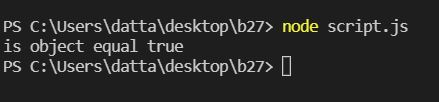 PS C:\Users\datta\desktop\b27> node script.js
is object equal true
PS C:\Users\datta\desktop\b27>